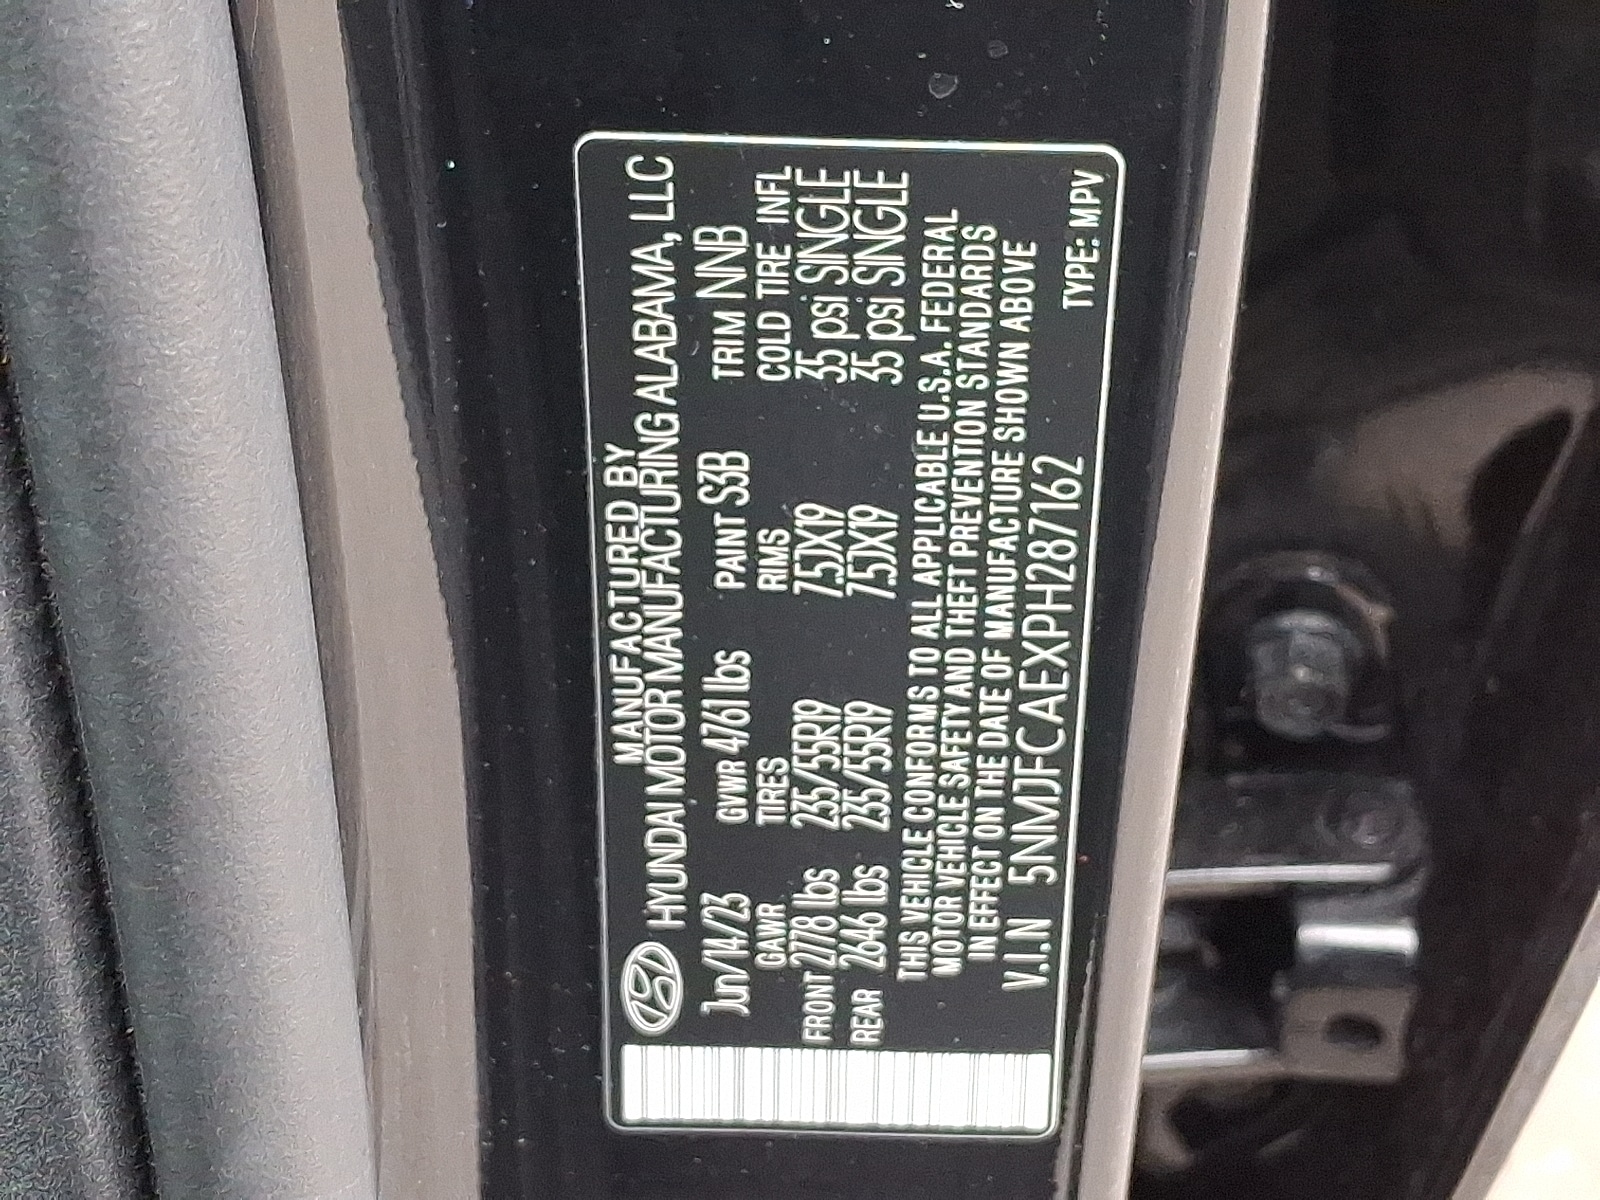 MANUFACTURED BY
HYUNDAI MOTOR MANUFACTURING ALABAMA, LLC
Jun/14/23 GVWR 4761 lbs PAINT S3B TRIM NNB
GAWR TIRES RIMS COLD TIRE INFL
FRONT 2778 lbs 235/55R19 7.5JX19 35 psi SINGLE
REAR 2646 lbs 235/55R19 7.5JX19 35 psi SINGLE
THIS VEHICLE CONFORMS TO ALL APPLICABLE U.S.A. FEDERAL
MOTOR VEHICLE SAFETY AND THEFT PREVENTION STANDARDS
IN EFFECT ON THE DATE OF MANUFACTURE SHOWN ABOVE
V.I.N 5NMJFCAEXPH287162 TYPE: MPV